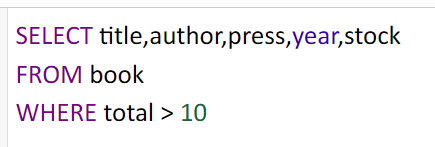 SELECT title,author,press,year,stock
FROM book
WHERE total > 10